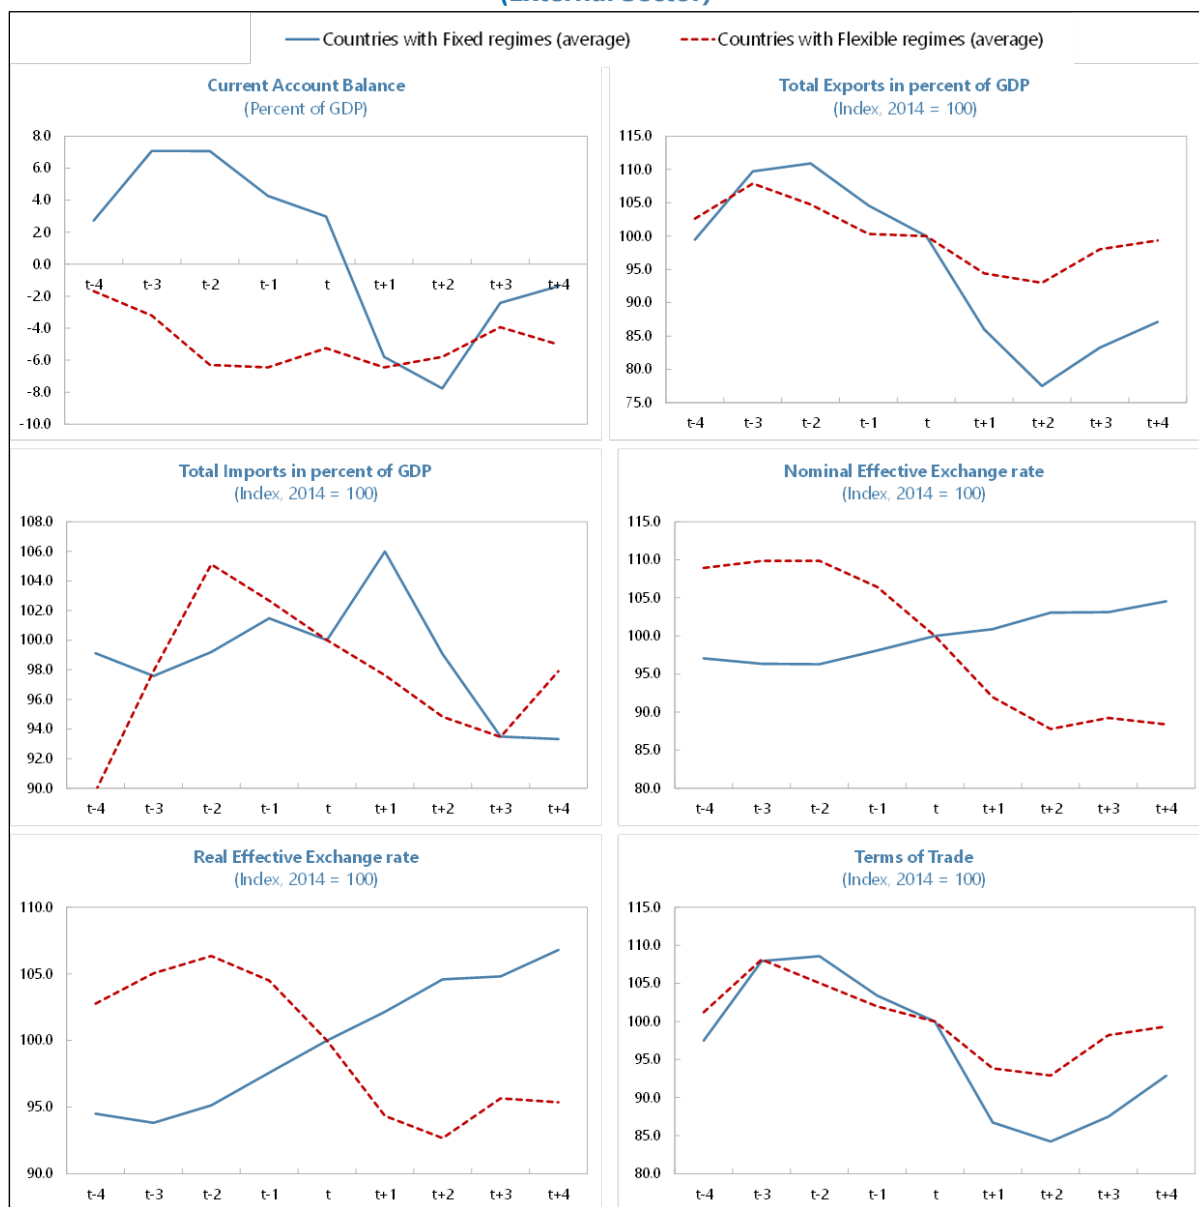 (External Sector)
Countries with Fixed regimes (average) Countries with Flexible regimes (average)
Current Account Balance
(Percent of GDP)
8.0
6.0
4.0
2.0
0.0
-2.0
-4.0
-6.0
-8.0
-10.0
t-4 t-3 t-2 t-1 t t+1 t+2 t+3 t+4
Total Exports in percent of GDP
(Index, 2014 = 100)
115.0
110.0
105.0
100.0
95.0
90.0
85.0
80.0
75.0
t-4 t-3 t-2 t-1 t t+1 t+2 t+3 t+4
Total Imports in percent of GDP
(Index, 2014 = 100)
108.0
106.0
104.0
102.0
100.0
98.0
96.0
94.0
92.0
90.0
t-4 t-3 t-2 t-1 t t+1 t+2 t+3 t+4
Nominal Effective Exchange rate
(Index, 2014 = 100)
115.0
110.0
105.0
100.0
95.0
90.0
85.0
80.0
t-4 t-3 t-2 t-1 t t+1 t+2 t+3 t+4
Real Effective Exchange rate
(Index, 2014 = 100)
110.0
105.0
100.0
95.0
90.0
t-4 t-3 t-2 t-1 t t+1 t+2 t+3 t+4
Terms of Trade
(Index, 2014 = 100)
115.0
110.0
105.0
100.0
95.0
90.0
85.0
80.0
t-4 t-3 t-2 t-1 t t+1 t+2 t+3 t+4